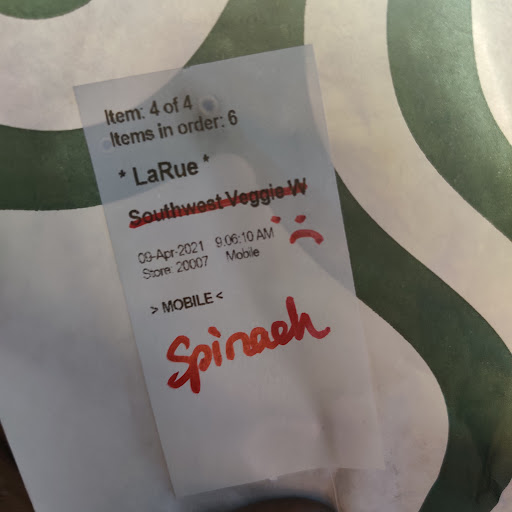 Item: 4 of 4
Items in order: 6
* LaRue *
Southwest Veggie W
09-Apr-2021 9:06:10 AM
Store: 20007 Mobile
> MOBILE <
Spinach